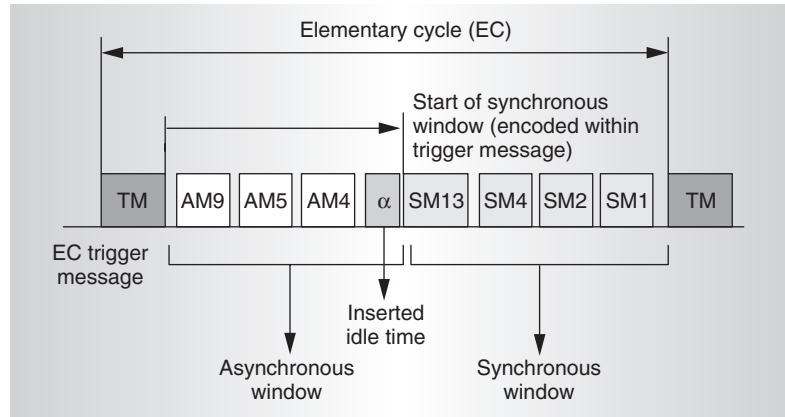 Elementary cycle (EC)
Start of synchronous
window (encoded within
trigger message)
TM
AM9
AM5
AM4
α
SM13
SM4
SM2
SM1
TM
EC trigger
message
Inserted
idle time
Asynchronous
window
Synchronous
window